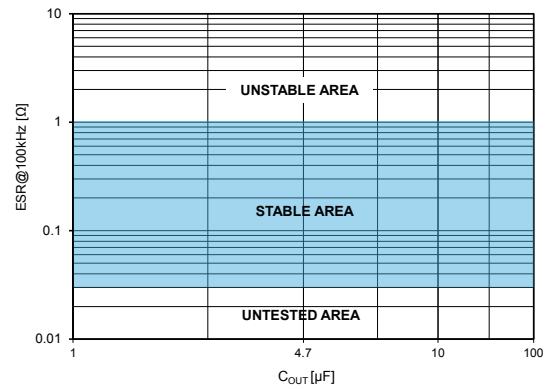 10
UNSTABLE AREA
1
ESR@100kHz [Ω]
STABLE AREA
0.1
UNTESTED AREA
0.01
1
4.7
10
100
COUT [µF]